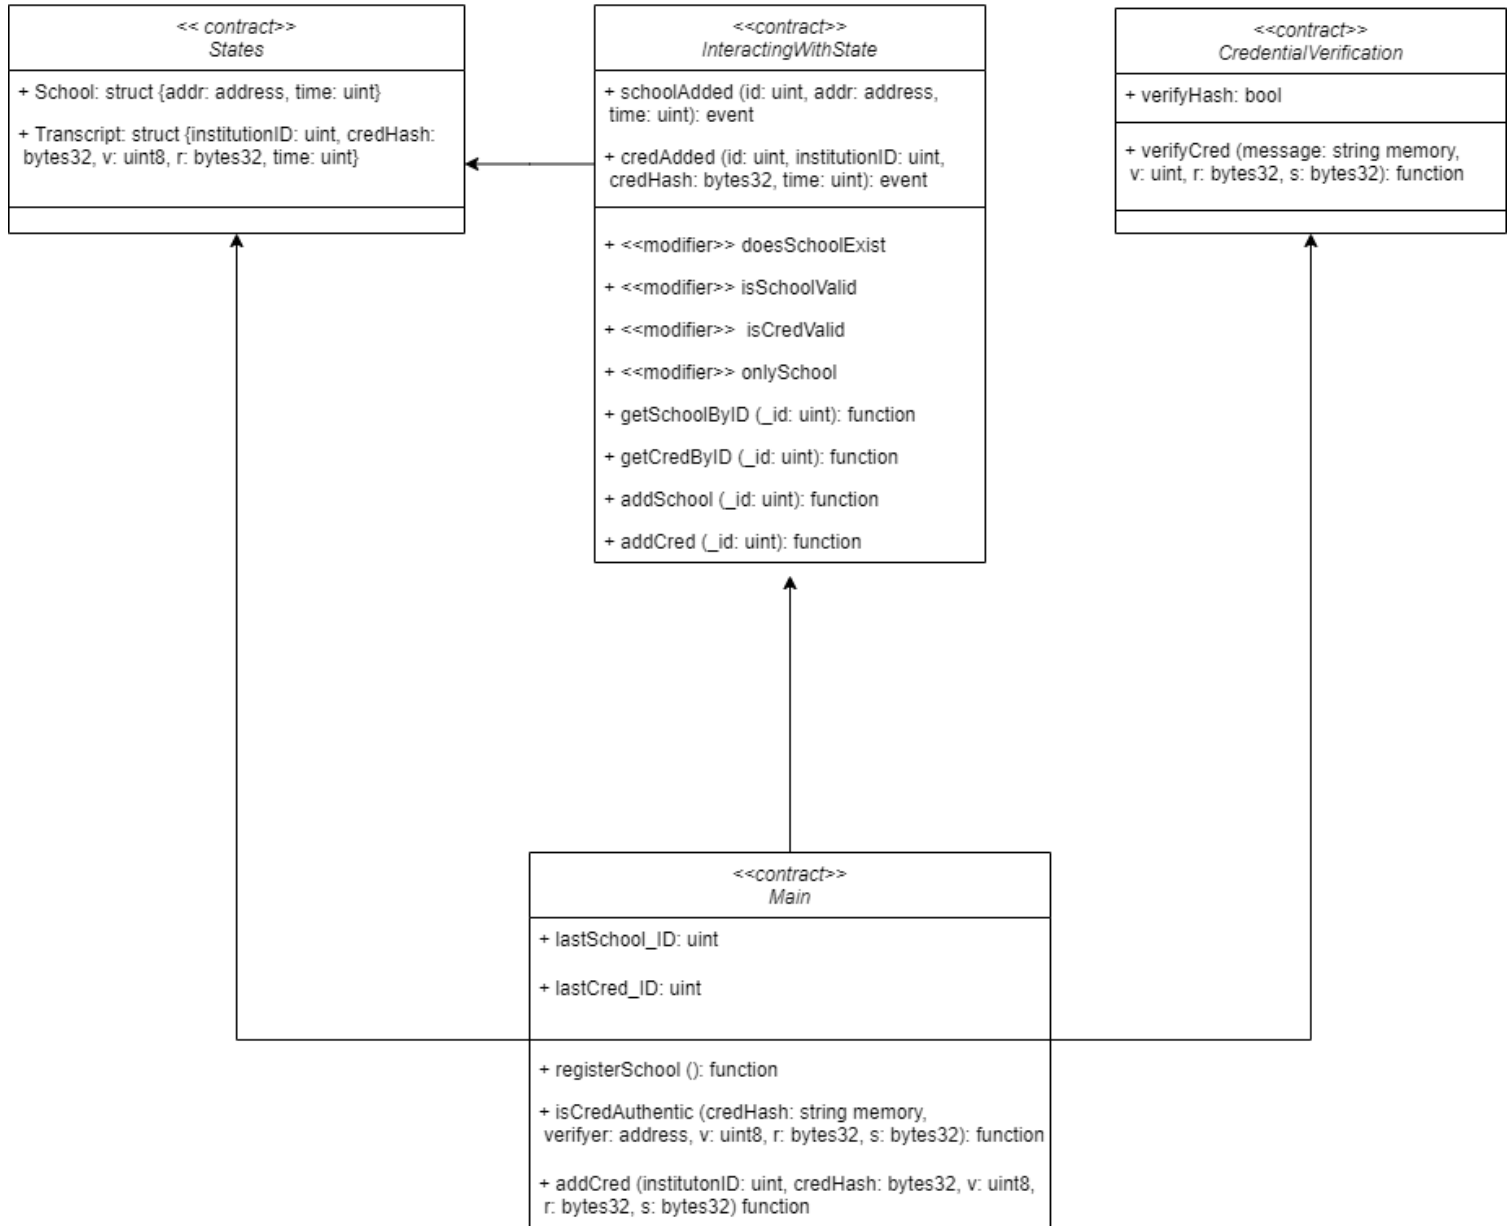 << contract>>
States
+ School: struct {addr: address, time: uint}
+ Transcript: struct {institutionID: uint, credHash:
bytes32, v: uint8, r: bytes32, time: uint}
<<contract>>
InteractingWithState
+ schoolAdded (id: uint, addr: address,
time: uint): event
+ credAdded (id: uint, institutionID: uint,
credHash: bytes32, time: uint): event
+ <<modifier>> doesSchoolExist
+ <<modifier>> isSchoolValid
+ <<modifier>>  isCredValid
+ <<modifier>> onlySchool
+ getSchoolByID (_id: uint): function
+ getCredByID (_id: uint): function
+ addSchool (_id: uint): function
+ addCred (_id: uint): function
<<contract>>
CredentialVerification
+ verifyHash: bool
+ verifyCred (message: string memory,
v: uint, r: bytes32, s: bytes32): function
<<contract>>
Main
+ lastSchool_ID: uint
+ lastCred_ID: uint
+ registerSchool (): function
+ isCredAuthentic (credHash: string memory,
verifyer: address, v: uint8, r: bytes32, s: bytes32): function
+ addCred (institutonID: uint, credHash: bytes32, v: uint8,
r: bytes32, s: bytes32) function